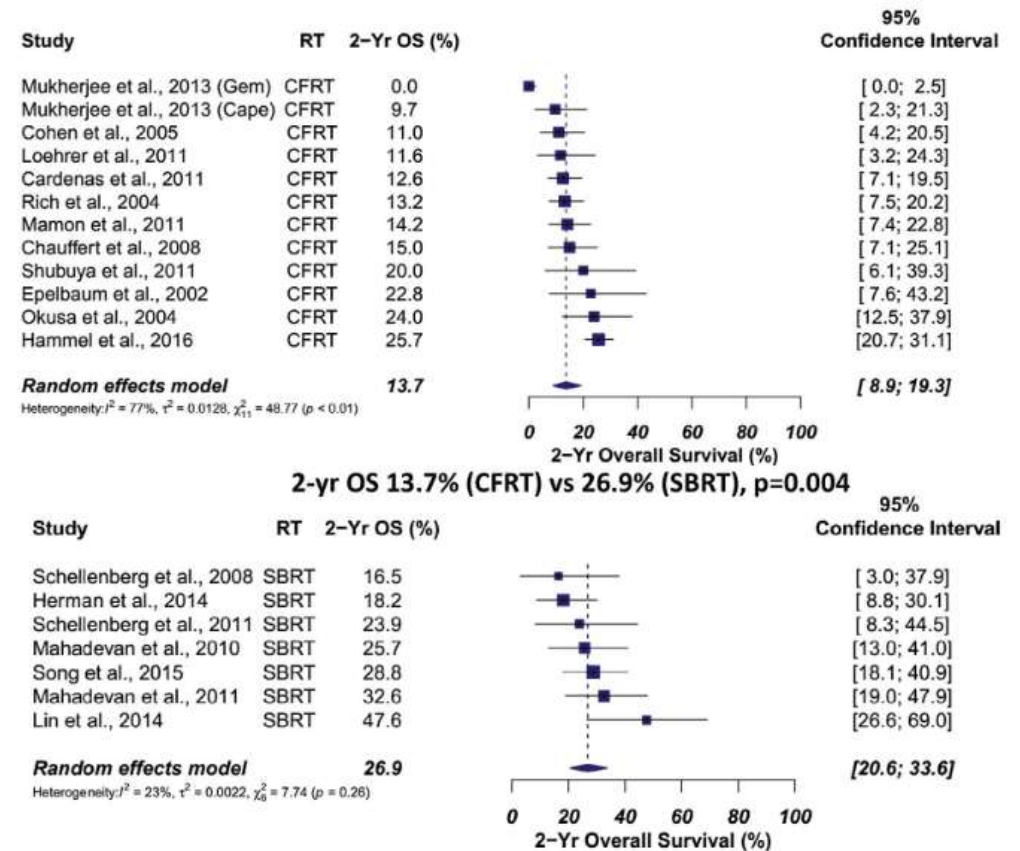 95%
Study RT 2−Yr OS (%) Confidence Interval
Mukherjee et al., 2013 (Gem) CFRT 0.0 [ 0.0; 2.5]
Mukherjee et al., 2013 (Cape) CFRT 9.7 [ 2.3; 21.3]
Cohen et al., 2005 CFRT 11.0 [ 4.2; 20.5]
Loehrer et al., 2011 CFRT 11.6 [ 3.2; 24.3]
Cardenas et al., 2011 CFRT 12.6 [ 7.1; 19.5]
Rich et al., 2004 CFRT 13.2 [ 7.5; 20.2]
Mamon et al., 2011 CFRT 14.2 [ 7.4; 22.8]
Chauffert et al., 2008 CFRT 15.0 [ 7.1; 25.1]
Shubuya et al., 2011 CFRT 20.0 [ 6.1; 39.3]
Epelbaum et al., 2002 CFRT 22.8 [ 7.6; 43.2]
Okusa et al., 2004 CFRT 24.0 [12.5; 37.9]
Hammel et al., 2016 CFRT 25.7 [20.7; 31.1]
Random effects model 13.7 [ 8.9; 19.3]
Heterogeneity: I² = 77%, τ² = 0.0128, χ²₁₁ = 48.77 (p < 0.01)
0 20 40 60 80 100
2−Yr Overall Survival (%)
2-yr OS 13.7% (CFRT) vs 26.9% (SBRT), p=0.004
95%
Study RT 2−Yr OS (%) Confidence Interval
Schellenberg et al., 2008 SBRT 16.5 [ 3.0; 37.9]
Herman et al., 2014 SBRT 18.2 [ 8.8; 30.1]
Schellenberg et al., 2011 SBRT 23.9 [ 8.3; 44.5]
Mahadevan et al., 2010 SBRT 25.7 [13.0; 41.0]
Song et al., 2015 SBRT 28.8 [18.1; 40.9]
Mahadevan et al., 2011 SBRT 32.6 [19.0; 47.9]
Lin et al., 2014 SBRT 47.6 [26.6; 69.0]
Random effects model 26.9 [20.6; 33.6]
Heterogeneity: I² = 23%, τ² = 0.0022, χ²₆ = 7.74 (p = 0.26)
0 20 40 60 80 100
2−Yr Overall Survival (%)